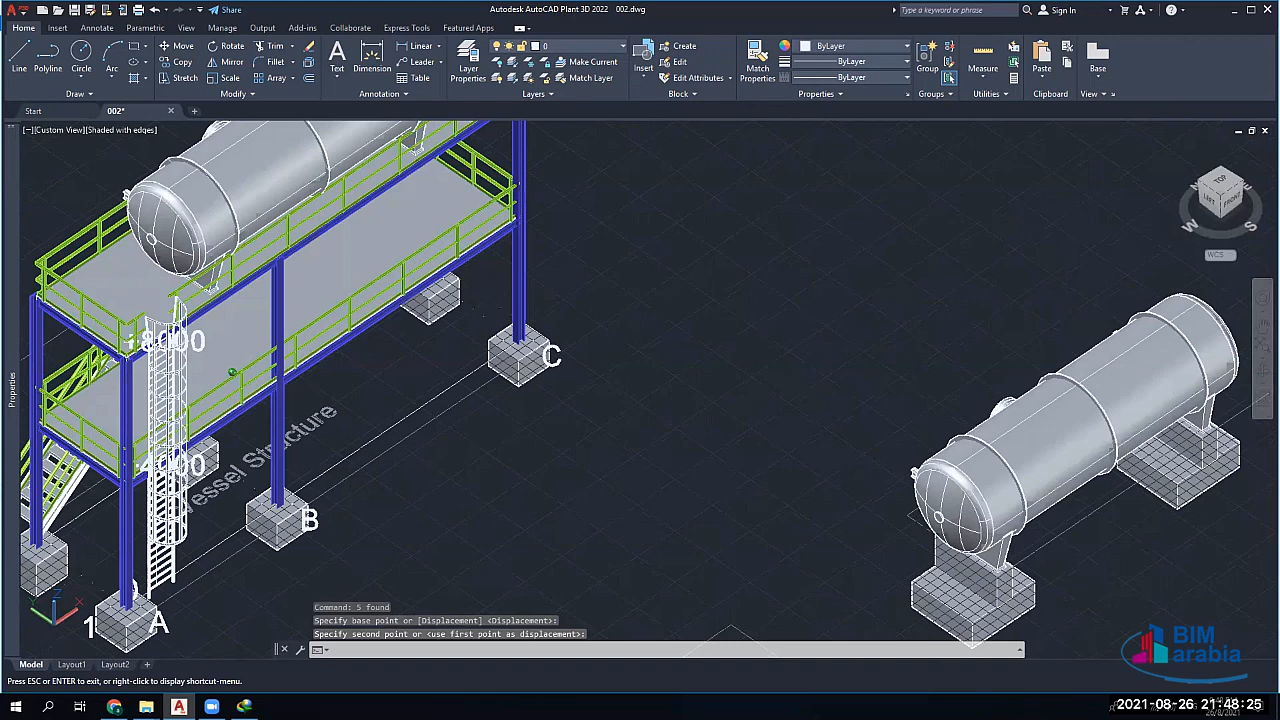 Share
Autodesk AutoCAD Plant 3D 2022 002.dwg
Type a keyword or phrase
Sign In
Home Insert Annotate Parametric View Manage Output Add-ins Collaborate Express Tools Featured Apps
Line Polyline Circle Arc
Move Rotate Trim
Copy Mirror Fillet
Stretch Scale Array
Text Dimension
Linear
Leader
Table
Layer Properties
0
Make Current
Match Layer
Insert
Create
Edit
Edit Attributes
Match Properties
ByLayer
ByLayer
ByLayer
Group
Measure
Paste
Base
Draw Modify Annotation Layers Block Properties Groups Utilities Clipboard View
Start 002*
[−][Custom View][Shaded with edges]
TOP
LEFT
FRONT
W
S
WCS
Properties
C
Vessel Structure
B
A
1
Z
X
Command: 5 found
Specify base point or [Displacement] <Displacement>:
Specify second point or <use first point as displacement>:
BIM
arabia
Model Layout1 Layout2
Press ESC or ENTER to exit, or right-click to display shortcut-menu.
2021-08-26 21:48:25